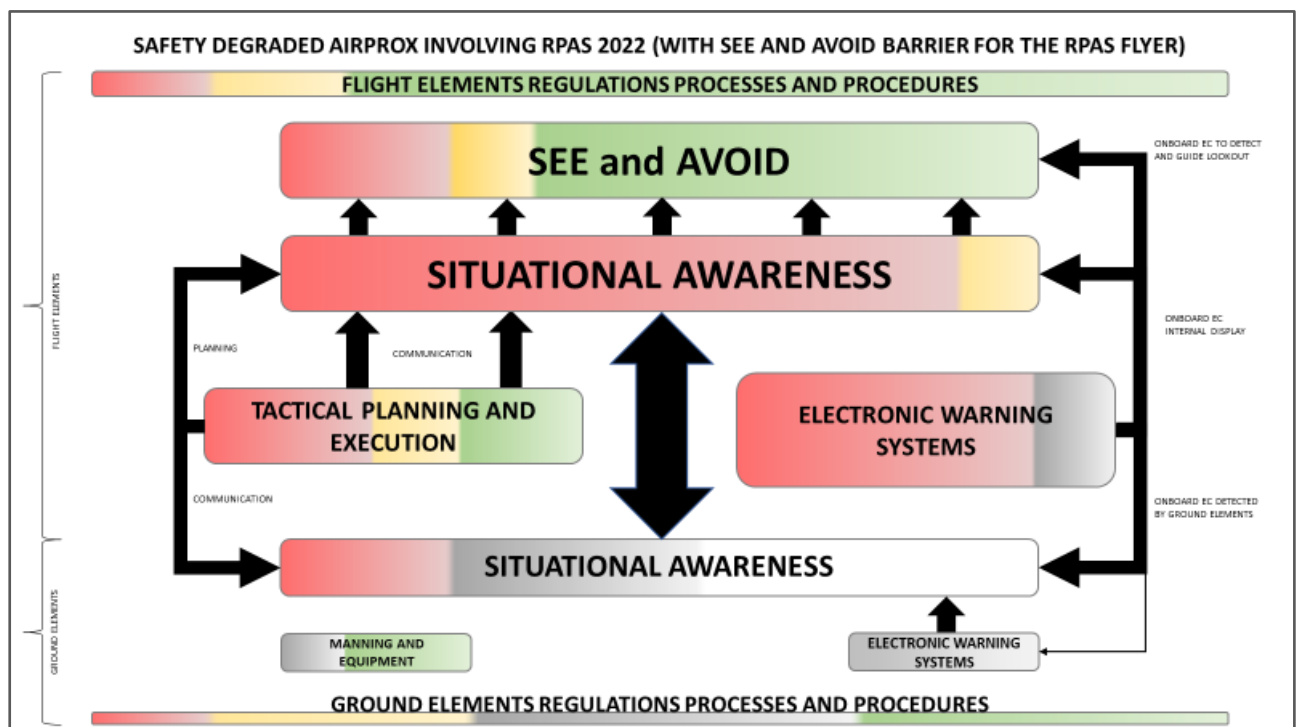 SAFETY DEGRADED AIRPROX INVOLVING RPAS 2022 (WITH SEE AND AVOID BARRIER FOR THE RPAS FLYER)
FLIGHT ELEMENTS REGULATIONS PROCESSES AND PROCEDURES
SEE and AVOID
ONBOARD EC TO DETECT
AND GUIDE LOOKOUT
SITUATIONAL AWARENESS
FLIGHT ELEMENTS
PLANNING
COMMUNICATION
ONBOARD EC
INTERNAL DISPLAY
TACTICAL PLANNING AND
EXECUTION
ELECTRONIC WARNING
SYSTEMS
COMMUNICATION
ONBOARD EC DETECTED
BY GROUND ELEMENTS
SITUATIONAL AWARENESS
GROUND ELEMENTS
MANNING AND
EQUIPMENT
ELECTRONIC WARNING
SYSTEMS
GROUND ELEMENTS REGULATIONS PROCESSES AND PROCEDURES